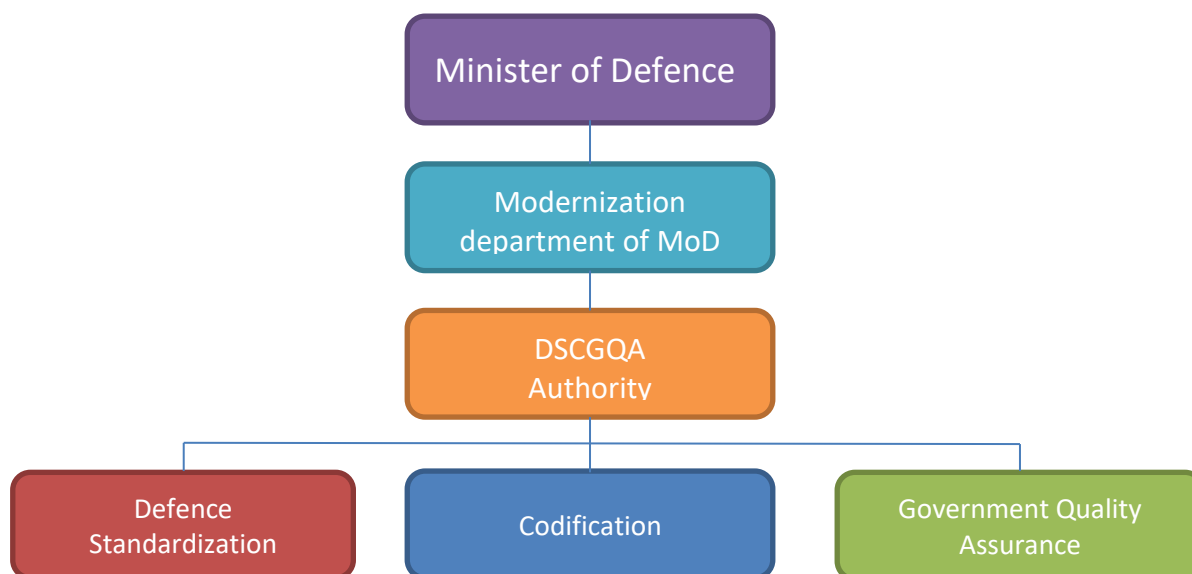 Minister of Defence
Modernization
department of MoD
DSCGQA
Authority
Defence
Standardization
Codification
Government Quality
Assurance